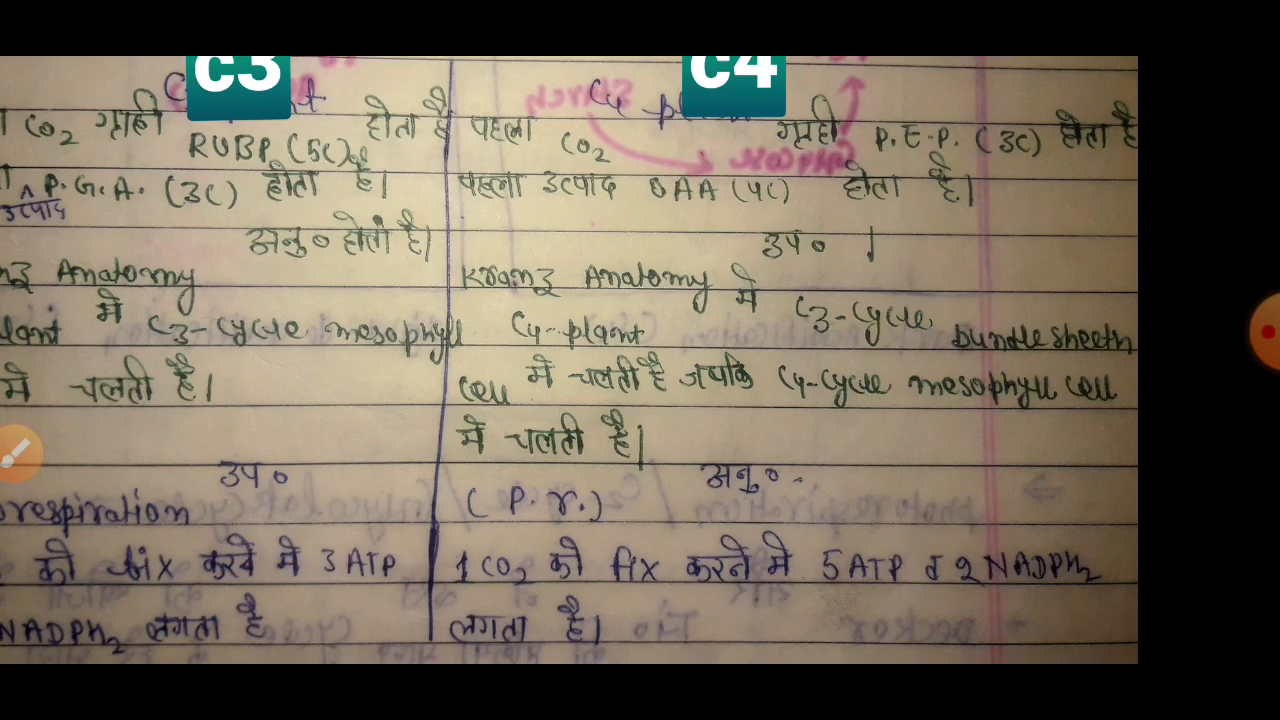 c3 c4
CO2 ग्राही RUBP (5C) होता है
P.G.A. (3C) होता है।
उत्पाद
अनु० होता है।
Anatomy
में C3-Cycle mesophyll
में चलती है।
उप०
respiration
को fix करने में 3 ATP
NADPH2 लगता है
C4
पहला CO2 ग्राही P.E.P. (3C) होता है
पहला उत्पाद OAA (4C) होता है।
उप० ।
Kranz Anatomy
C4-plant में C3-Cycle bundle sheeth
Cell में चलती है जबकि C4-Cycle mesophyll cell
में चलती है।
अनु०
(P.r.)
1 CO2 को fix करने में 5 ATP व 2 NADPH2
लगता है।